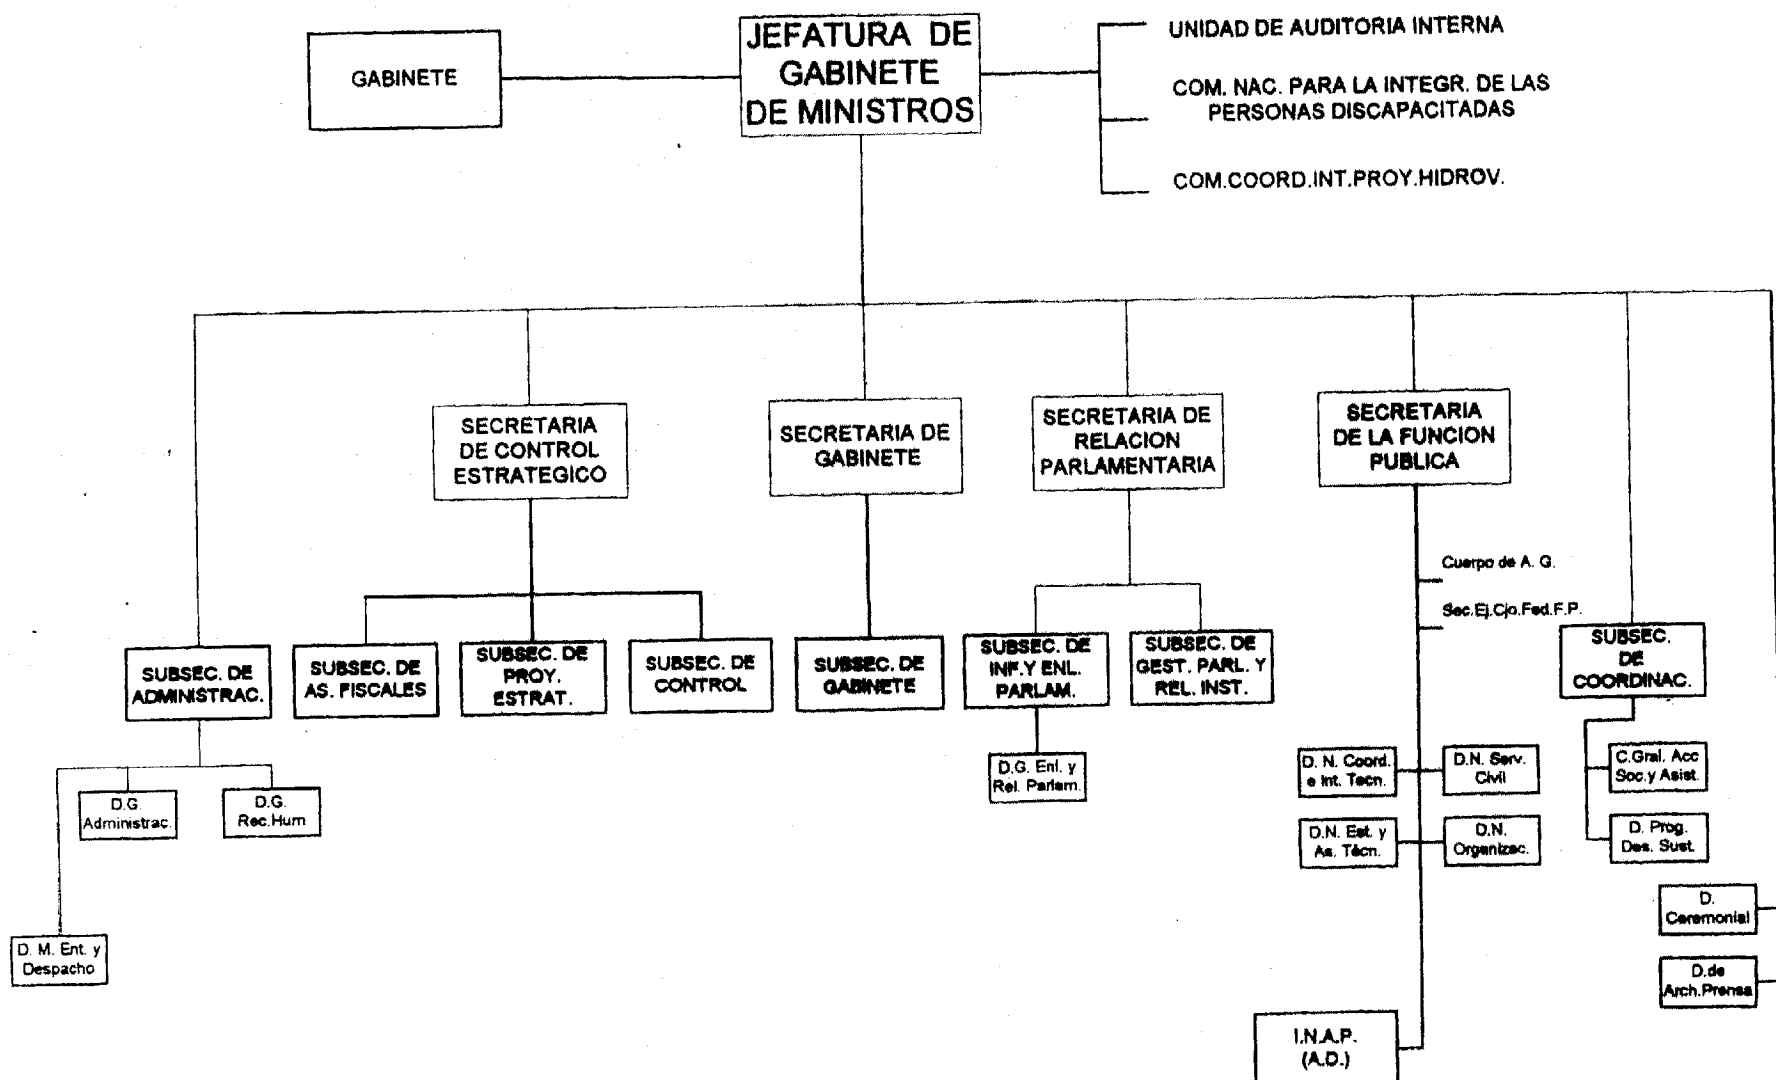 JEFATURA DE
GABINETE
DE MINISTROS
GABINETE
UNIDAD DE AUDITORIA INTERNA
COM. NAC. PARA LA INTEGR. DE LAS
PERSONAS DISCAPACITADAS
COM.COORD.INT.PROY.HIDROV.
SECRETARIA
DE CONTROL
ESTRATEGICO
SECRETARIA DE
GABINETE
SECRETARIA DE
RELACION
PARLAMENTARIA
SECRETARIA
DE LA FUNCION
PUBLICA
Cuerpo de A. G.
Sec.Ej.Cjo.Fed.F.P.
SUBSEC. DE
ADMINISTRAC.
SUBSEC. DE
AS. FISCALES
SUBSEC. DE
PROY.
ESTRAT.
SUBSEC. DE
CONTROL
SUBSEC. DE
GABINETE
SUBSEC. DE
INF.Y ENL.
PARLAM.
SUBSEC. DE
GEST. PARL. Y
REL. INST.
SUBSEC.
DE
COORDINAC.
D.G.
Administrac.
D.G.
Rec.Hum
D.G. Enl. y
Rel. Parlam.
D. N. Coord.
e Int. Tecn.
D.N. Serv.
Civil
C.Gral. Acc
Soc.y Asist.
D.N. Est. y
As. Técn.
D.N.
Organizac.
D. Prog.
Des. Sust.
D. M. Ent. y
Despacho
D.
Ceremonial
D.de
Arch.Prensa
I.N.A.P.
(A.D.)